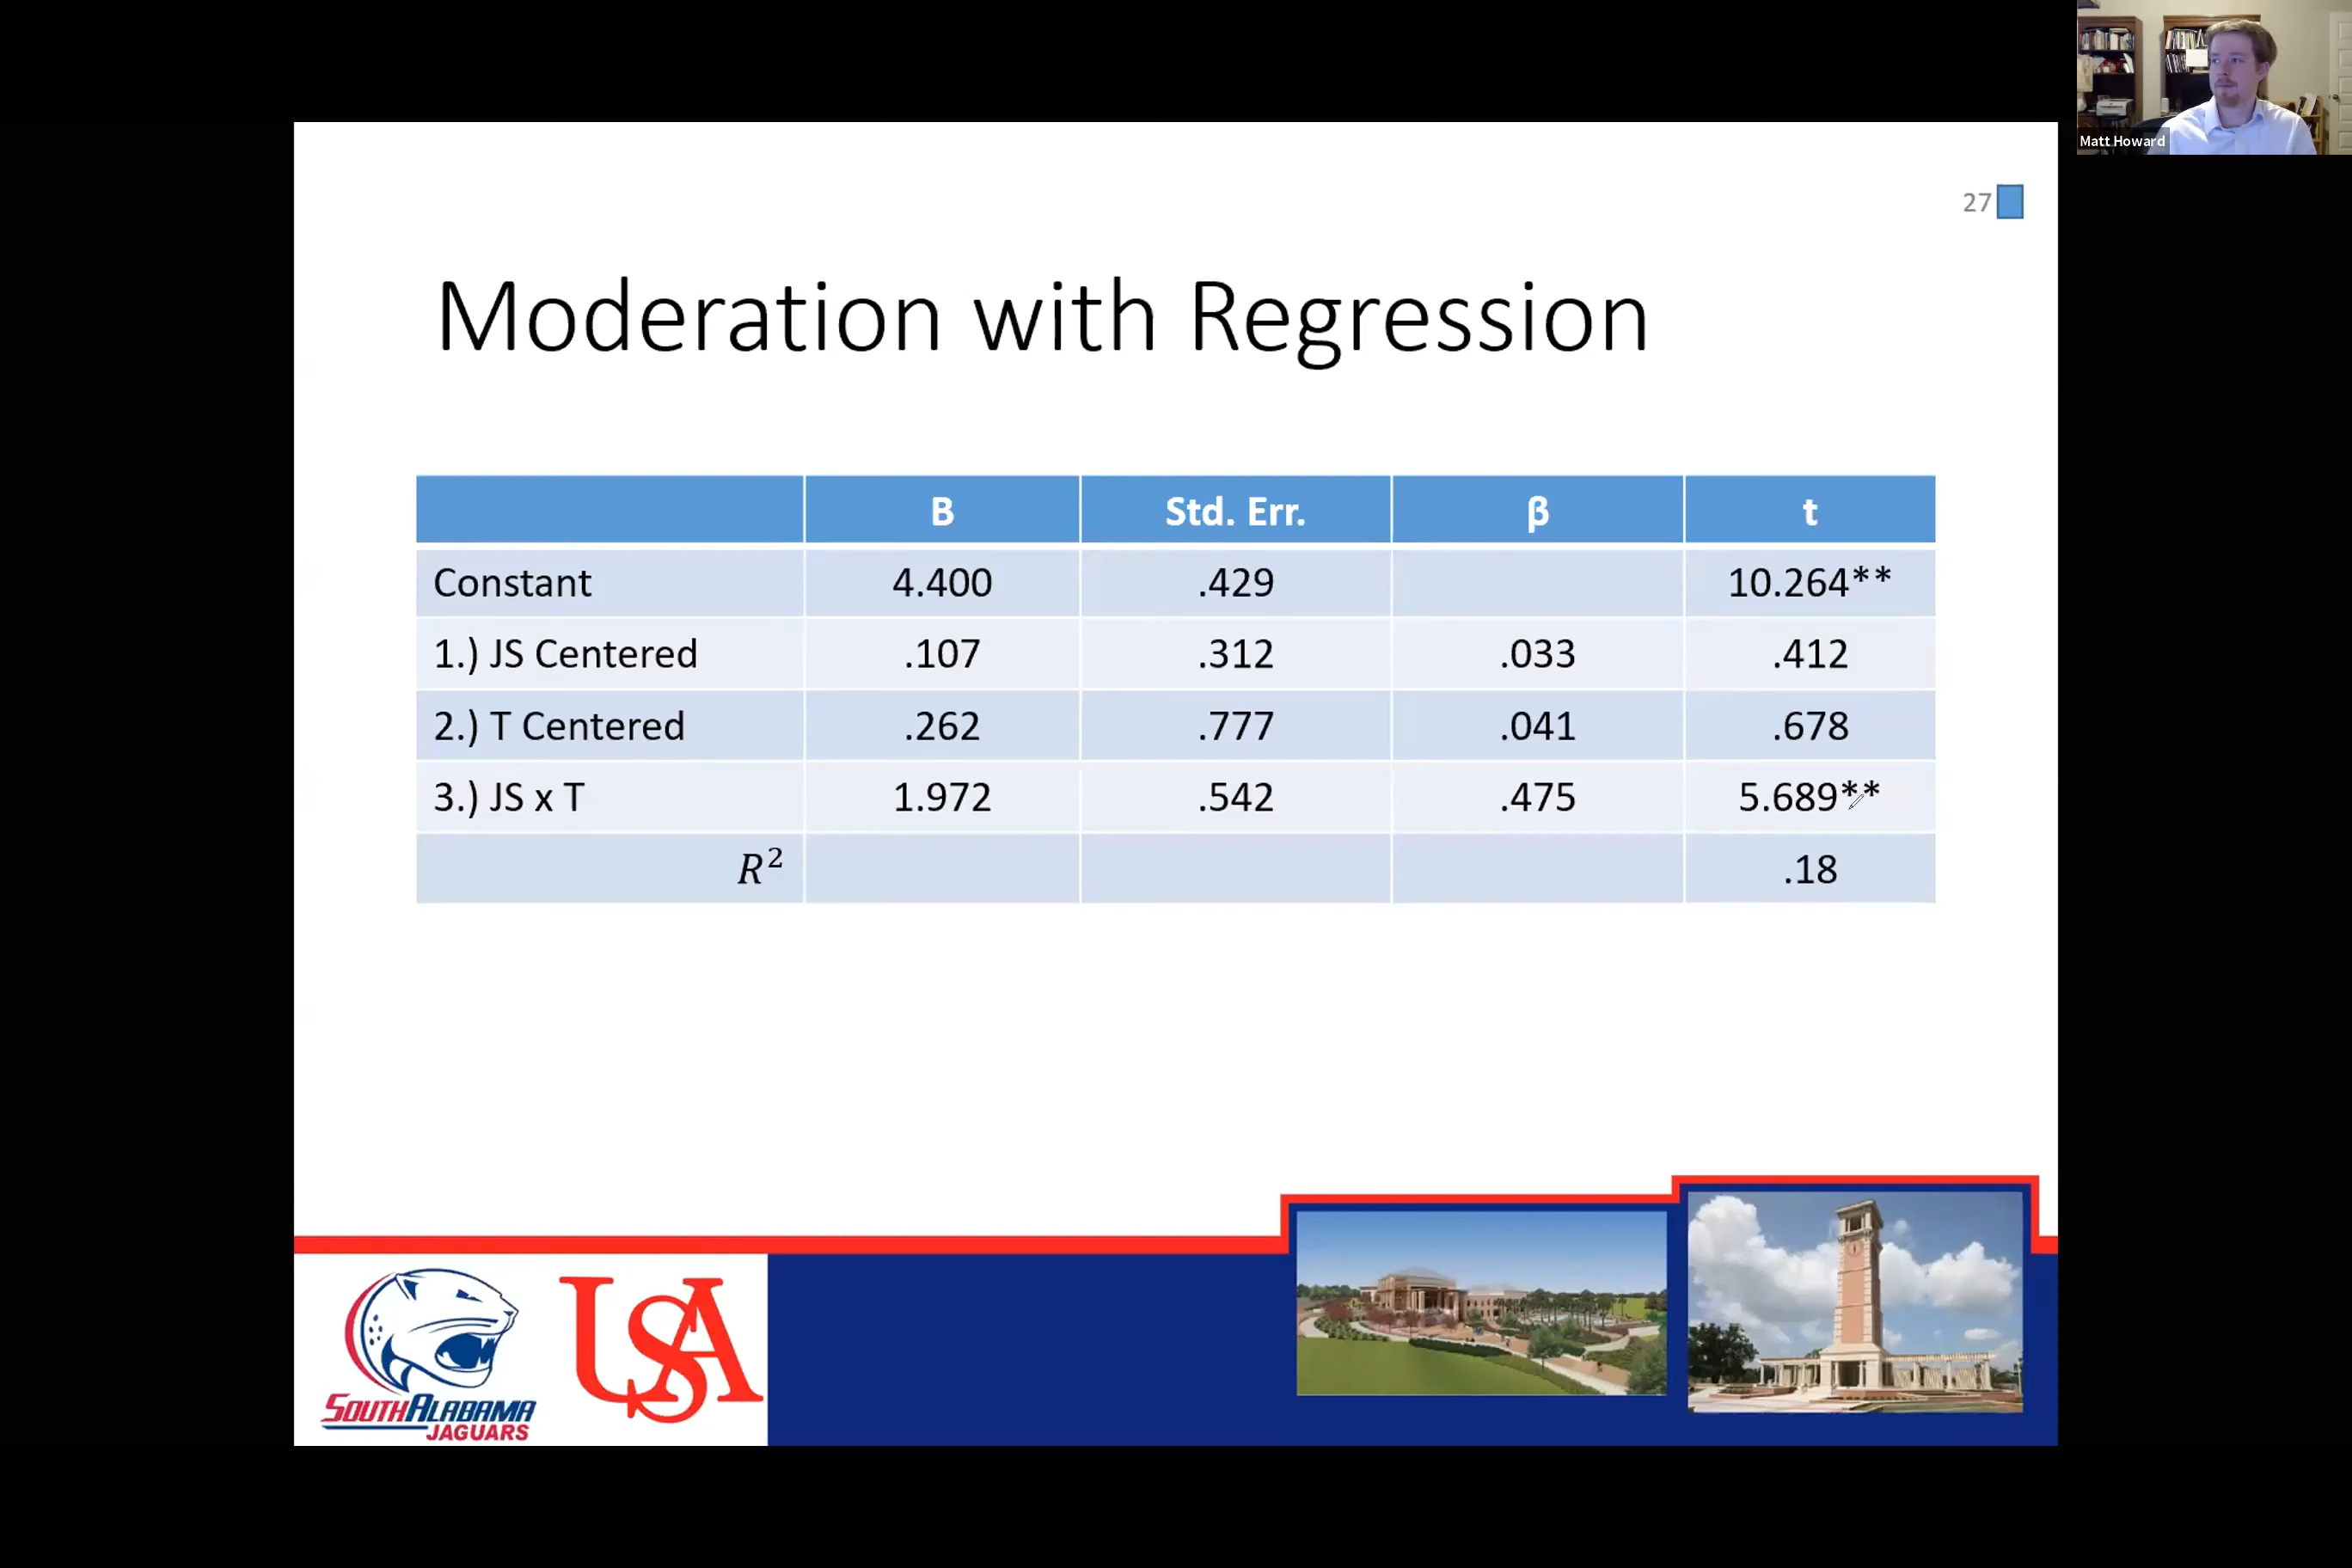 Matt Howard
27
Moderation with Regression
B Std. Err. β t
Constant 4.400 .429 10.264**
1.) JS Centered .107 .312 .033 .412
2.) T Centered .262 .777 .041 .678
3.) JS x T 1.972 .542 .475 5.689**
R² .18
SOUTH ALABAMA
JAGUARS
USA